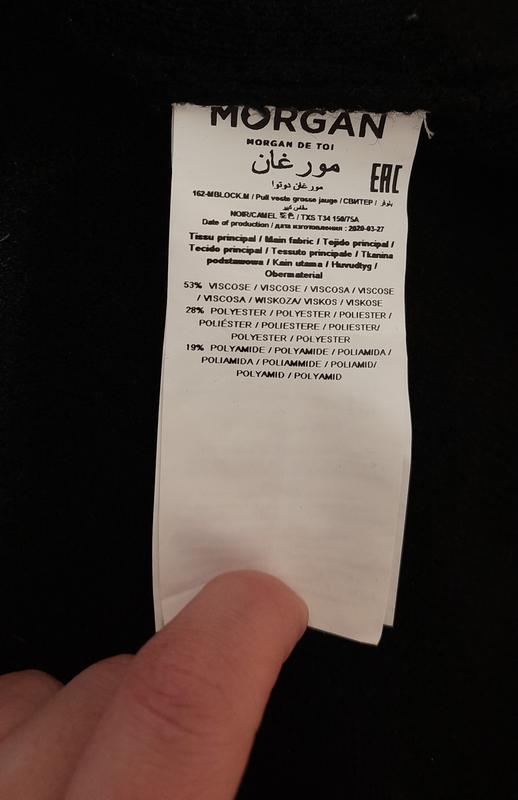 MORGAN
MORGAN DE TOI
مورغان
مورغان دوتوا
EAC
162-MBLOCK.M / Pull veste grosse jauge / СВИТЕР / بلوفر
NOIR/CAMEL / TXS T34 150/75A
Date of production / дата изготовления : 2020-03-27
Tissu principal / Main fabric / Tejido principal /
Tecido principal / Tessuto principale / Tkanina
podstawowa / Kain utama / Huvudtyg /
Obermaterial
53% VISCOSE / VISCOSE / VISCOSA / VISCOSE
/ VISCOSA / WISKOZA/ VISKOS / VISKOSE
28% POLYESTER / POLYESTER / POLIESTER /
POLIÉSTER / POLIESTERE / POLIESTER/
POLYESTER / POLYESTER
19% POLYAMIDE / POLYAMIDE / POLIAMIDA /
POLIAMIDA / POLIAMMIDE / POLIAMID/
POLYAMID / POLYAMID